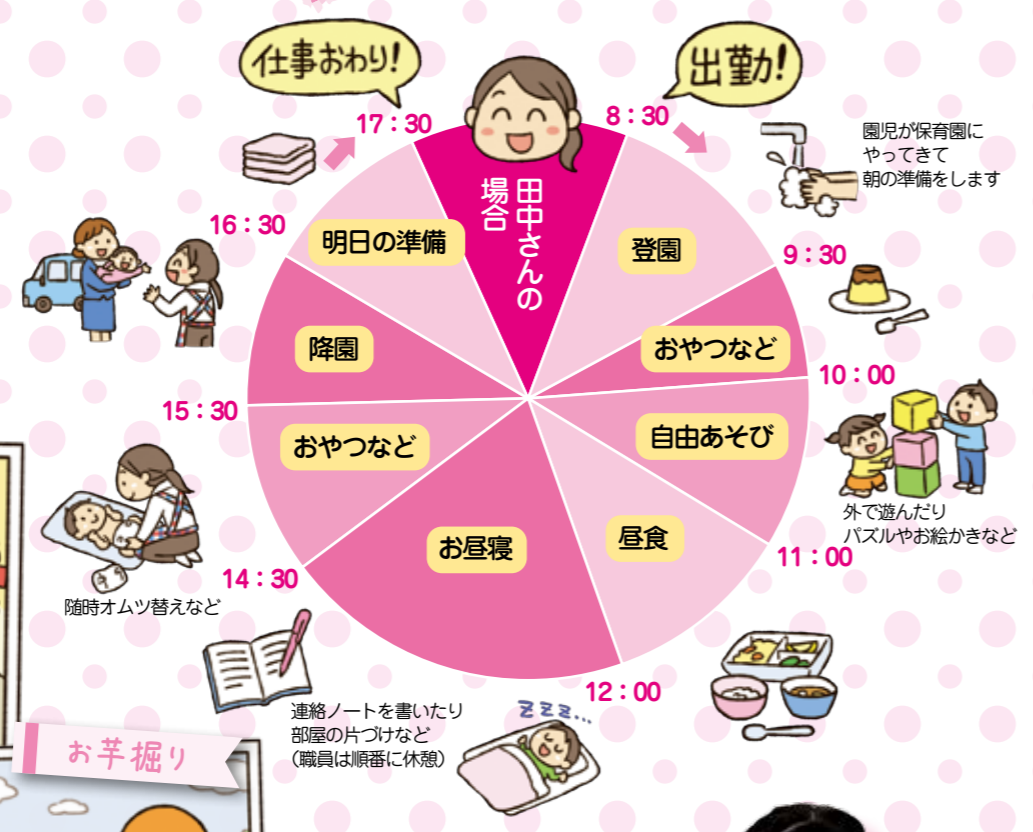 仕事おわり!
出勤!
17:30
8:30
田中さんの
場合
園児が保育園に
やってきて
朝の準備をします
登園
9:30
おやつなど
10:00
自由あそび
外で遊んだり
パズルやお絵かきなど
11:00
昼食
12:00
お昼寝
zzz...
連絡ノートを書いたり
部屋の片づけなど
(職員は順番に休憩)
14:30
随時オムツ替えなど
おやつなど
15:30
降園
16:30
明日の準備
お芋掘り